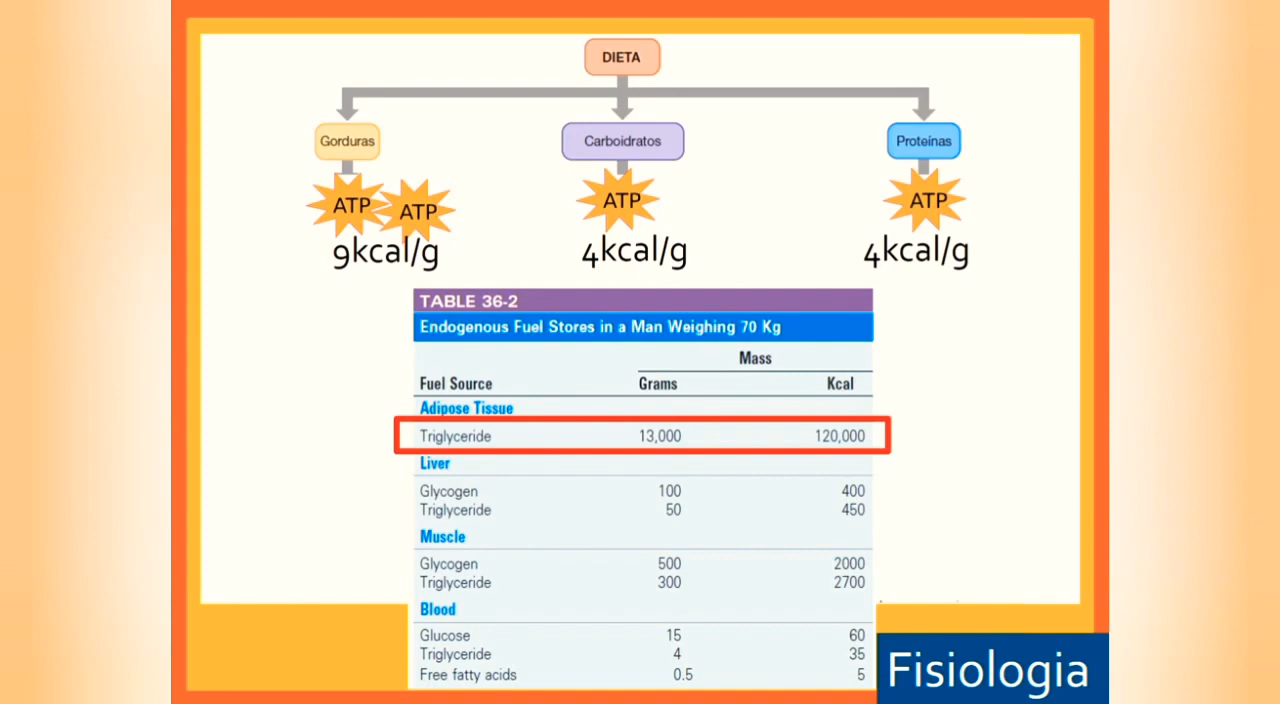 DIETA
Gorduras Carboidratos Proteínas
ATP ATP ATP ATP
9kcal/g 4kcal/g 4kcal/g
TABLE 36-2
Endogenous Fuel Stores in a Man Weighing 70 Kg
Mass
Fuel Source Grams Kcal
Adipose Tissue
Triglyceride 13,000 120,000
Liver
Glycogen 100 400
Triglyceride 50 450
Muscle
Glycogen 500 2000
Triglyceride 300 2700
Blood
Glucose 15 60
Triglyceride 4 35
Free fatty acids 0.5 5
Fisiologia